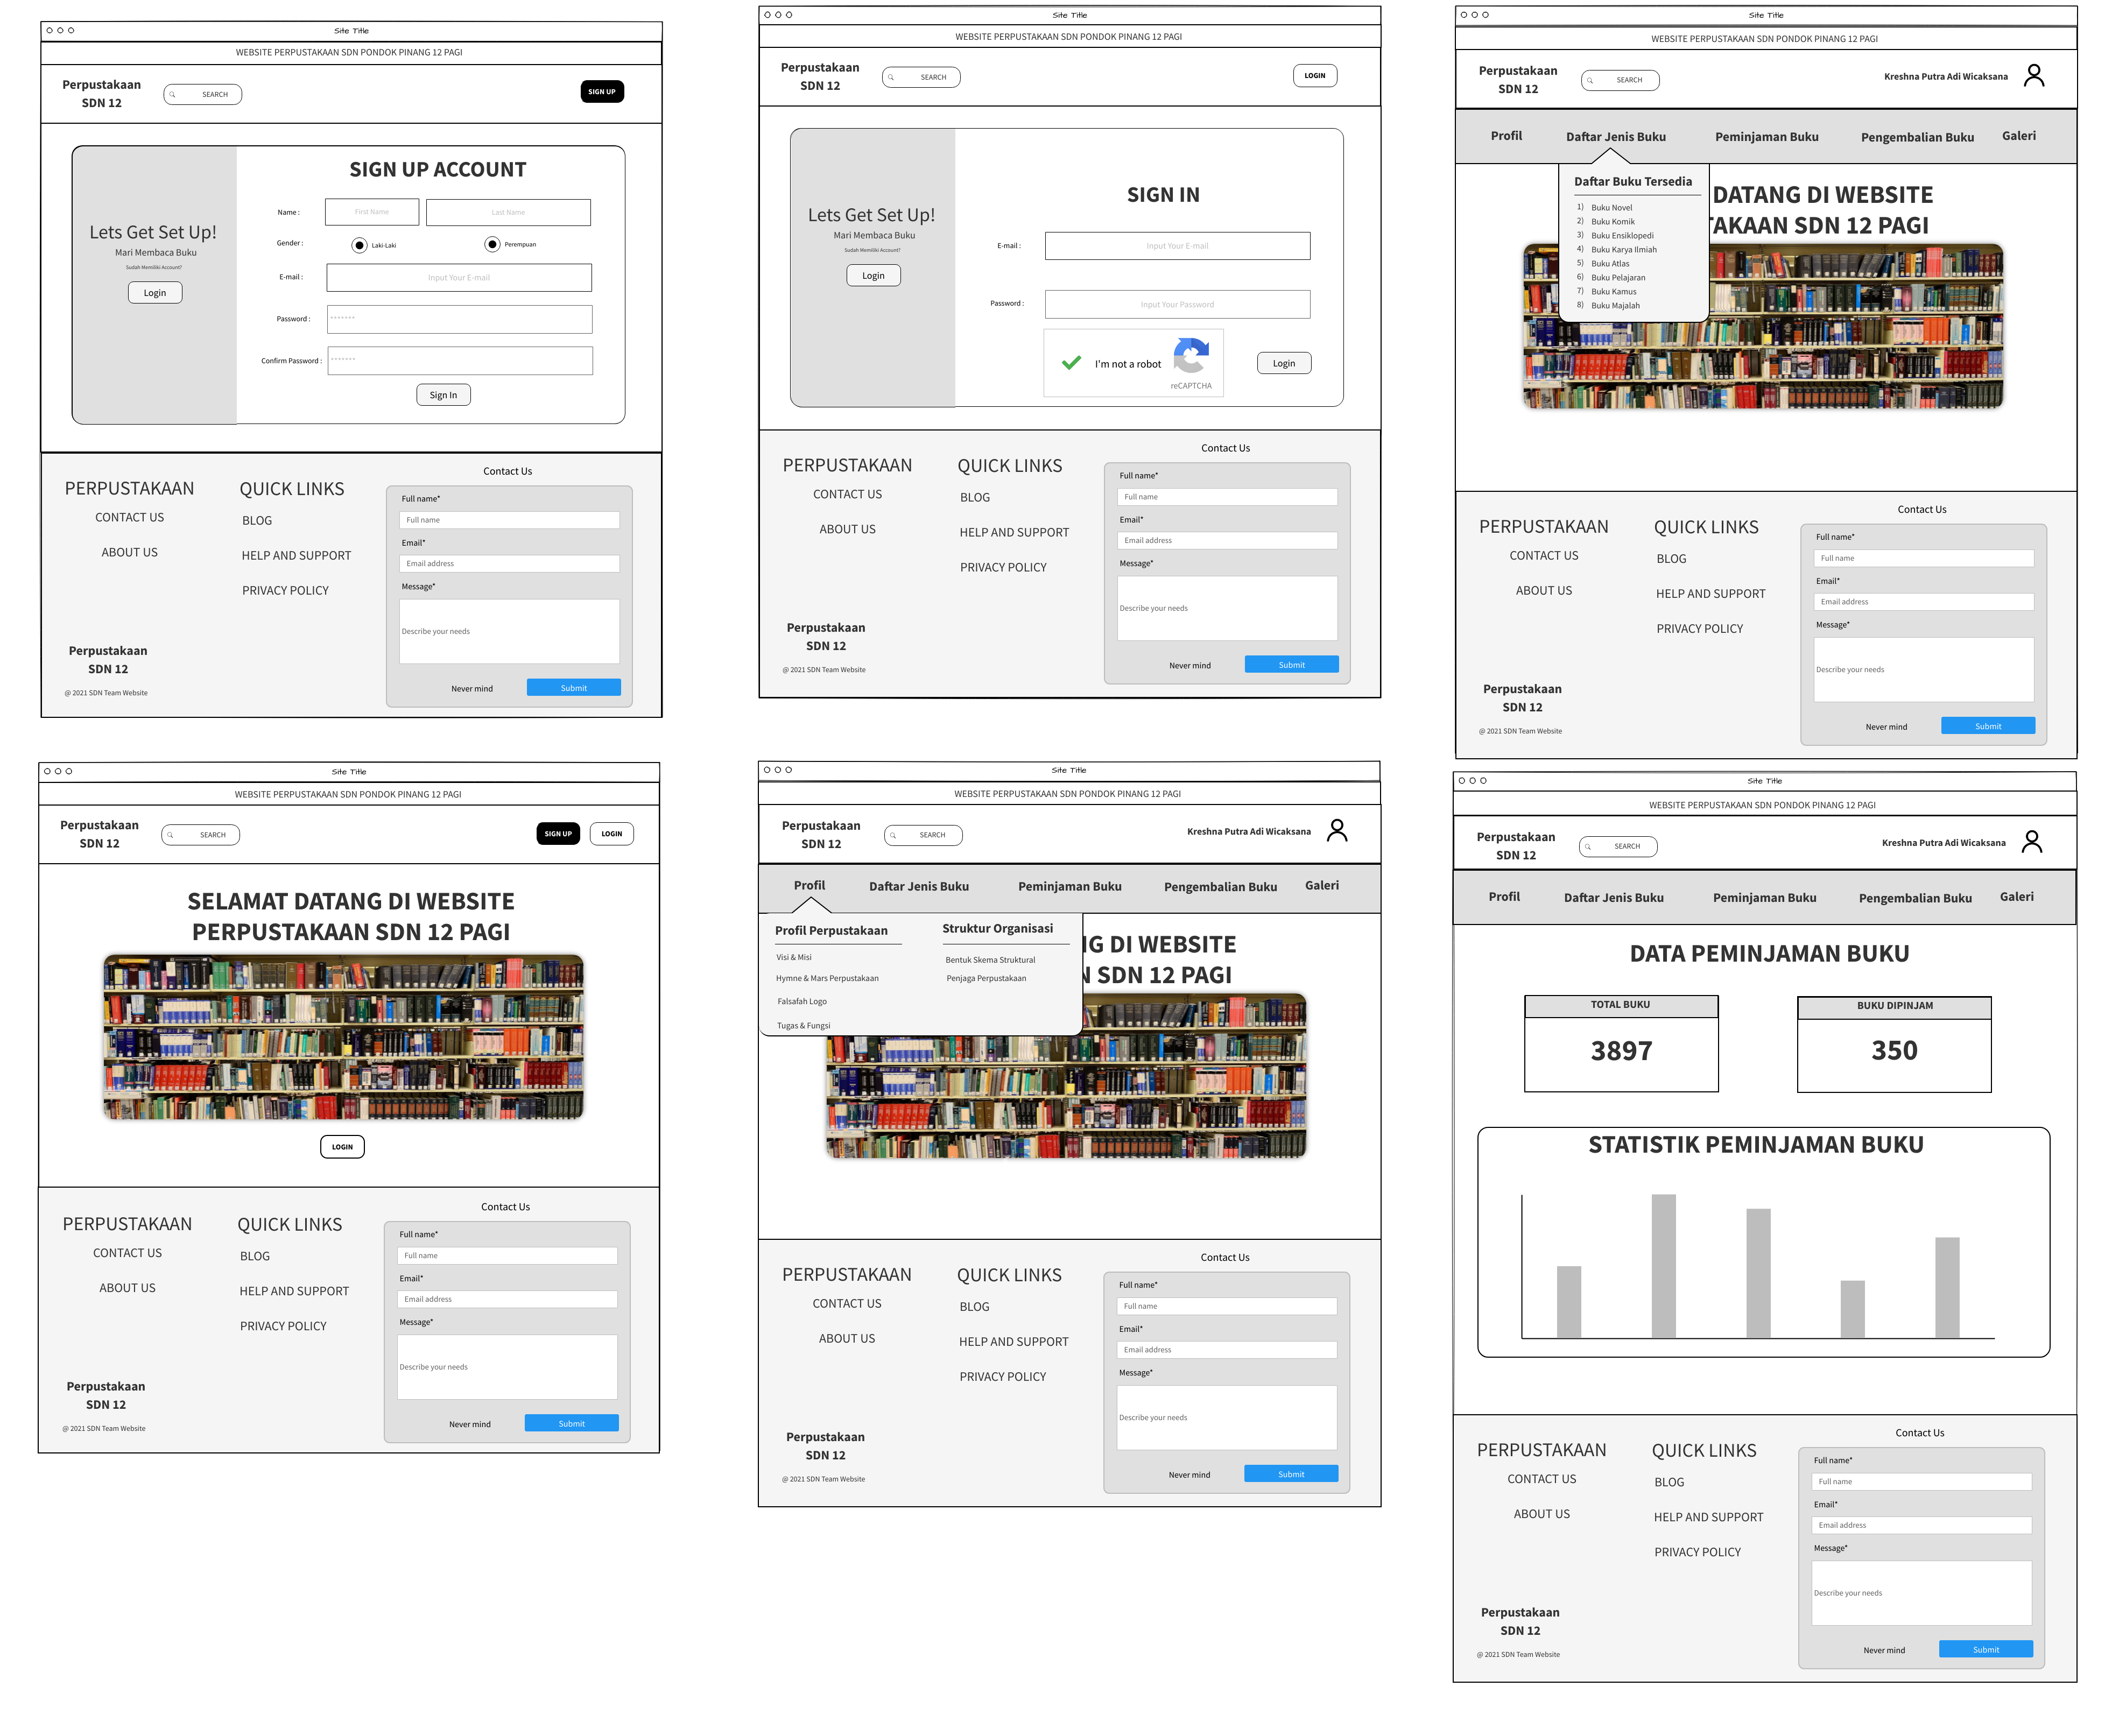 Site Title
WEBSITE PERPUSTAKAAN SDN PONDOK PINANG 12 PAGI
Perpustakaan
SDN 12
SEARCH
SIGN UP
SIGN UP ACCOUNT
Lets Get Set Up!
Mari Membaca Buku
Sudah Memiliki Account?
Login
Name :
First Name
Last Name
Gender :
Laki-Laki
Perempuan
E-mail :
Input Your E-mail
Password :
*******
Confirm Password :
*******
Sign In
PERPUSTAKAAN
CONTACT US
ABOUT US
Perpustakaan
SDN 12
@ 2021 SDN Team Website
QUICK LINKS
BLOG
HELP AND SUPPORT
PRIVACY POLICY
Contact Us
Full name*
Full name
Email*
Email address
Message*
Describe your needs
Never mind
Submit
Site Title
WEBSITE PERPUSTAKAAN SDN PONDOK PINANG 12 PAGI
Perpustakaan
SDN 12
SEARCH
LOGIN
Lets Get Set Up!
Mari Membaca Buku
Sudah Memiliki Account?
Login
SIGN IN
E-mail :
Input Your E-mail
Password :
Input Your Password
I'm not a robot
reCAPTCHA
Login
PERPUSTAKAAN
CONTACT US
ABOUT US
Perpustakaan
SDN 12
@ 2021 SDN Team Website
QUICK LINKS
BLOG
HELP AND SUPPORT
PRIVACY POLICY
Contact Us
Full name*
Full name
Email*
Email address
Message*
Describe your needs
Never mind
Submit
Site Title
WEBSITE PERPUSTAKAAN SDN PONDOK PINANG 12 PAGI
Perpustakaan
SDN 12
SEARCH
Kreshna Putra Adi Wicaksana
Profil Daftar Jenis Buku Peminjaman Buku Pengembalian Buku Galeri
Daftar Buku Tersedia
1) Buku Novel
2) Buku Komik
3) Buku Ensiklopedi
4) Buku Karya Ilmiah
5) Buku Atlas
6) Buku Pelajaran
7) Buku Kamus
8) Buku Majalah
DATANG DI WEBSITE
TAKAAN SDN 12 PAGI
PERPUSTAKAAN
CONTACT US
ABOUT US
Perpustakaan
SDN 12
@ 2021 SDN Team Website
QUICK LINKS
BLOG
HELP AND SUPPORT
PRIVACY POLICY
Contact Us
Full name*
Full name
Email*
Email address
Message*
Describe your needs
Never mind
Submit
Site Title
WEBSITE PERPUSTAKAAN SDN PONDOK PINANG 12 PAGI
Perpustakaan
SDN 12
SEARCH
SIGN UP
LOGIN
SELAMAT DATANG DI WEBSITE
PERPUSTAKAAN SDN 12 PAGI
LOGIN
PERPUSTAKAAN
CONTACT US
ABOUT US
Perpustakaan
SDN 12
@ 2021 SDN Team Website
QUICK LINKS
BLOG
HELP AND SUPPORT
PRIVACY POLICY
Contact Us
Full name*
Full name
Email*
Email address
Message*
Describe your needs
Never mind
Submit
Site Title
WEBSITE PERPUSTAKAAN SDN PONDOK PINANG 12 PAGI
Perpustakaan
SDN 12
SEARCH
Kreshna Putra Adi Wicaksana
Profil Daftar Jenis Buku Peminjaman Buku Pengembalian Buku Galeri
Profil Perpustakaan
Visi & Misi
Hymne & Mars Perpustakaan
Falsafah Logo
Tugas & Fungsi
Struktur Organisasi
Bentuk Skema Struktural
Penjaga Perpustakaan
NG DI WEBSITE
N SDN 12 PAGI
PERPUSTAKAAN
CONTACT US
ABOUT US
Perpustakaan
SDN 12
@ 2021 SDN Team Website
QUICK LINKS
BLOG
HELP AND SUPPORT
PRIVACY POLICY
Contact Us
Full name*
Full name
Email*
Email address
Message*
Describe your needs
Never mind
Submit
Site Title
WEBSITE PERPUSTAKAAN SDN PONDOK PINANG 12 PAGI
Perpustakaan
SDN 12
SEARCH
Kreshna Putra Adi Wicaksana
Profil Daftar Jenis Buku Peminjaman Buku Pengembalian Buku Galeri
DATA PEMINJAMAN BUKU
TOTAL BUKU
3897
BUKU DIPINJAM
350
STATISTIK PEMINJAMAN BUKU
PERPUSTAKAAN
CONTACT US
ABOUT US
Perpustakaan
SDN 12
@ 2021 SDN Team Website
QUICK LINKS
BLOG
HELP AND SUPPORT
PRIVACY POLICY
Contact Us
Full name*
Full name
Email*
Email address
Message*
Describe your needs
Never mind
Submit